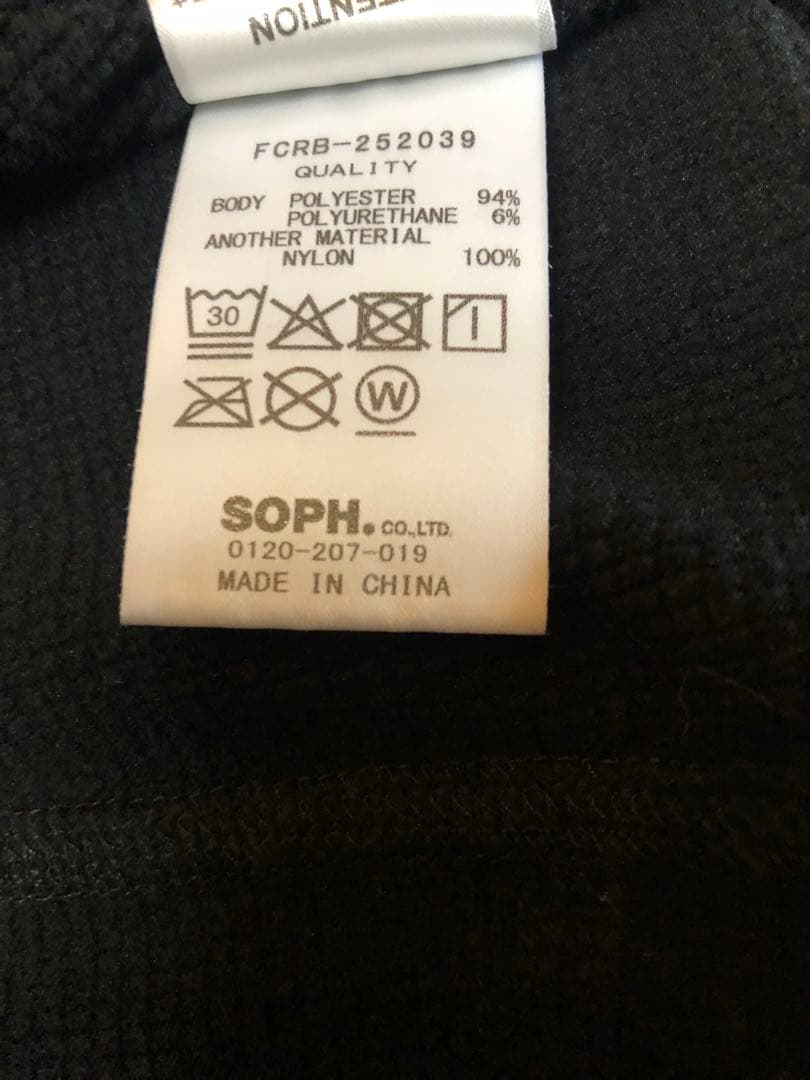 ATTENTION
FCRB-252039
QUALITY
BODY POLYESTER 94%
POLYURETHANE 6%
ANOTHER MATERIAL
NYLON 100%
30
W
SOPH. CO.,LTD.
0120-207-019
MADE IN CHINA